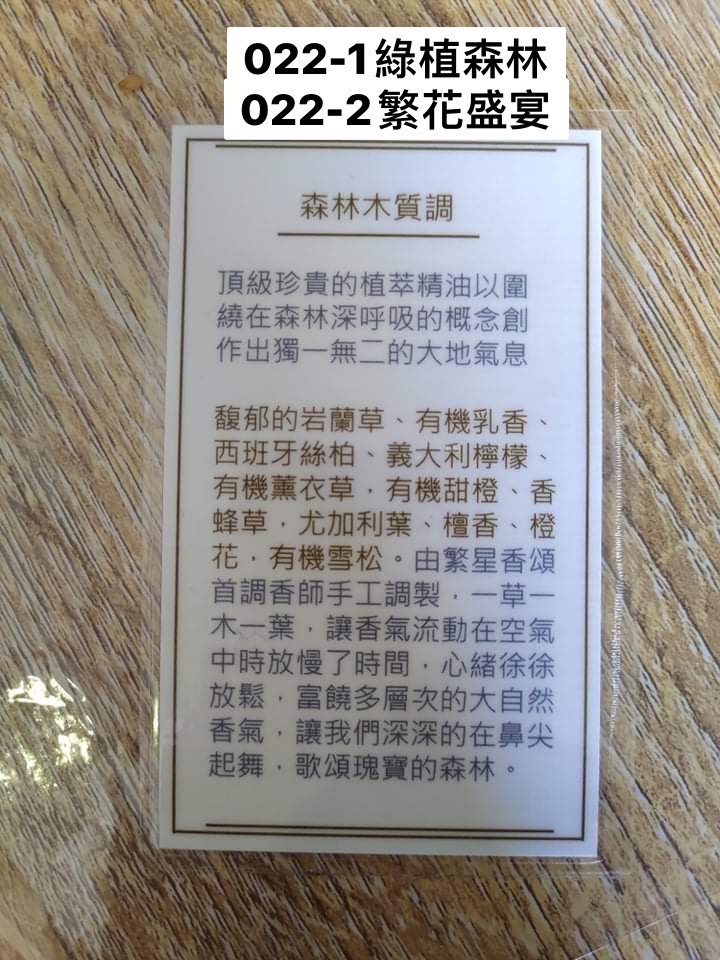 022-1綠植森林
022-2繁花盛宴
森林木質調
頂級珍貴的植萃精油以圍
繞在森林深呼吸的概念創
作出獨一無二的大地氣息
馥郁的岩蘭草、有機乳香、
西班牙絲柏、義大利檸檬、
有機薰衣草，有機甜橙、香
蜂草，尤加利葉、檀香、橙
花，有機雪松。由繁星香頌
首調香師手工調製，一草一
木一葉，讓香氣流動在空氣
中時放慢了時間，心緒徐徐
放鬆，富饒多層次的大自然
香氣，讓我們深深的在鼻尖
起舞，歌頌瑰寶的森林。